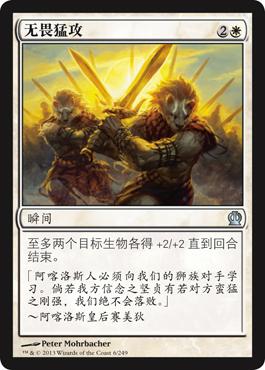 无畏猛攻 2
瞬间
至多两个目标生物各得 +2/+2 直到回合
结束。
「阿喀洛斯人必须向我们的狮族对手学
习。倘若我方信念之坚贞有若对方蛮猛
之刚强，我们绝不会落败。」
～阿喀洛斯皇后赛美狄
Peter Mohrbacher
™ & © 2013 Wizards of the Coast 6/249